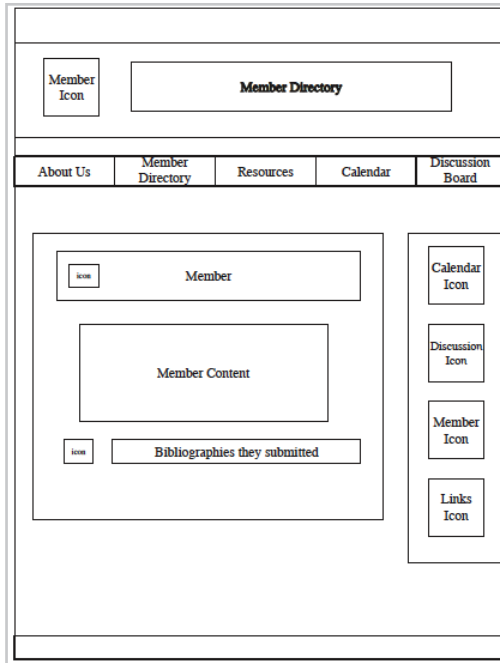 Member
Icon
Member Directory
About Us
Member
Directory
Resources
Calendar
Discussion
Board
icon
Member
Member Content
icon
Bibliographies they submitted
Calendar
Icon
Discussion
Icon
Member
Icon
Links
Icon